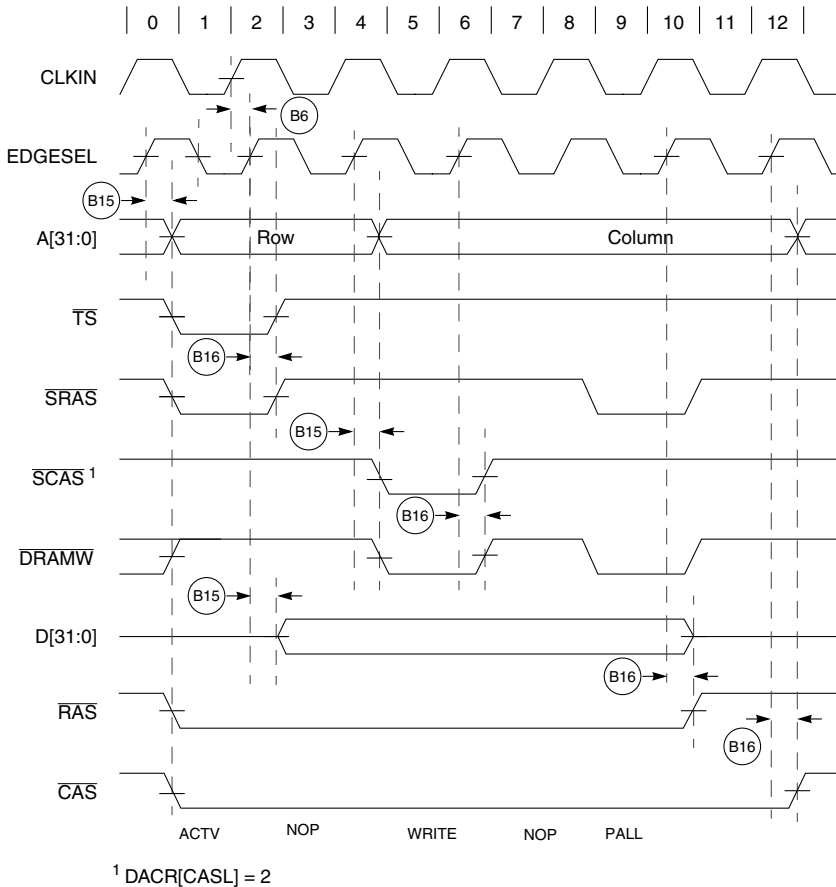 0 1 2 3 4 5 6 7 8 9 10 11 12
CLKIN
B6
EDGESEL
B15
A[31:0] Row Column
TS
B16
SRAS
B15
SCAS 1
B16
DRAMW
B15
D[31:0]
B16
RAS
B16
CAS
ACTV NOP WRITE NOP PALL
1 DACR[CASL] = 2